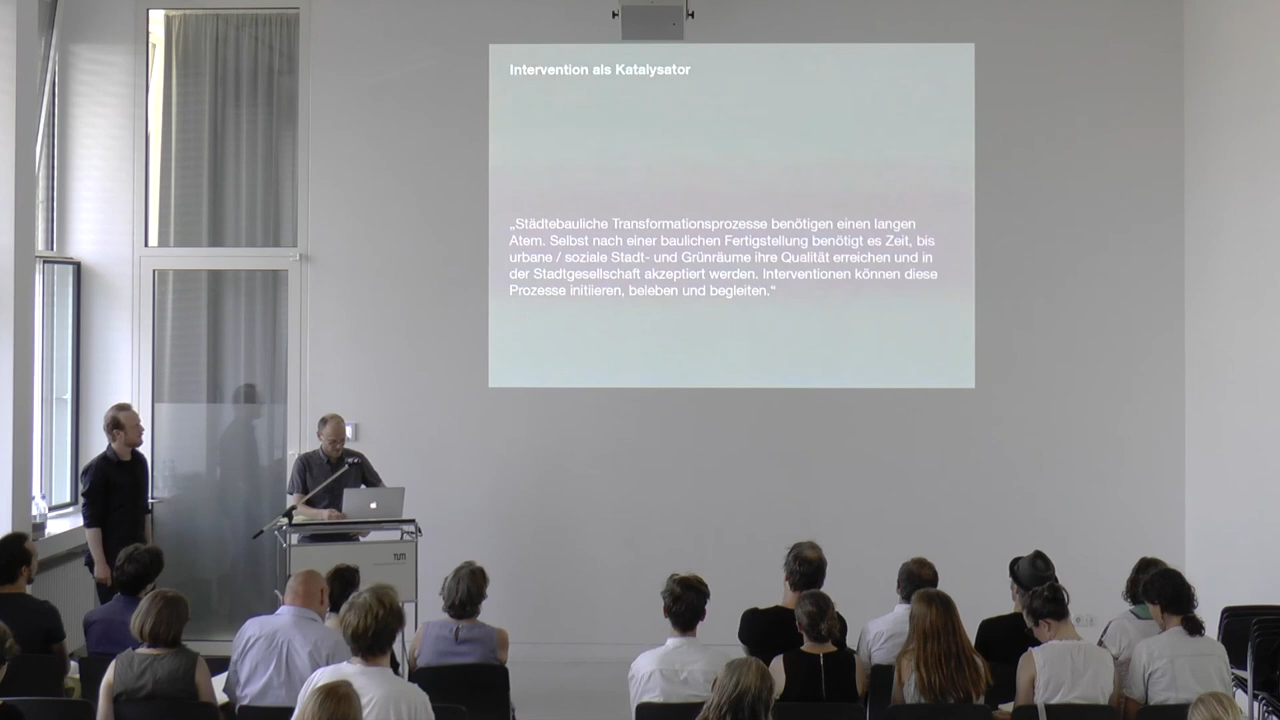 Intervention als Katalysator
„Städtebauliche Transformationsprozesse benötigen einen langen
Atem. Selbst nach einer baulichen Fertigstellung benötigt es Zeit, bis
urbane / soziale Stadt- und Grünräume ihre Qualität erreichen und in
der Stadtgesellschaft akzeptiert werden. Interventionen können diese
Prozesse initiieren, beleben und begleiten.“
TUM